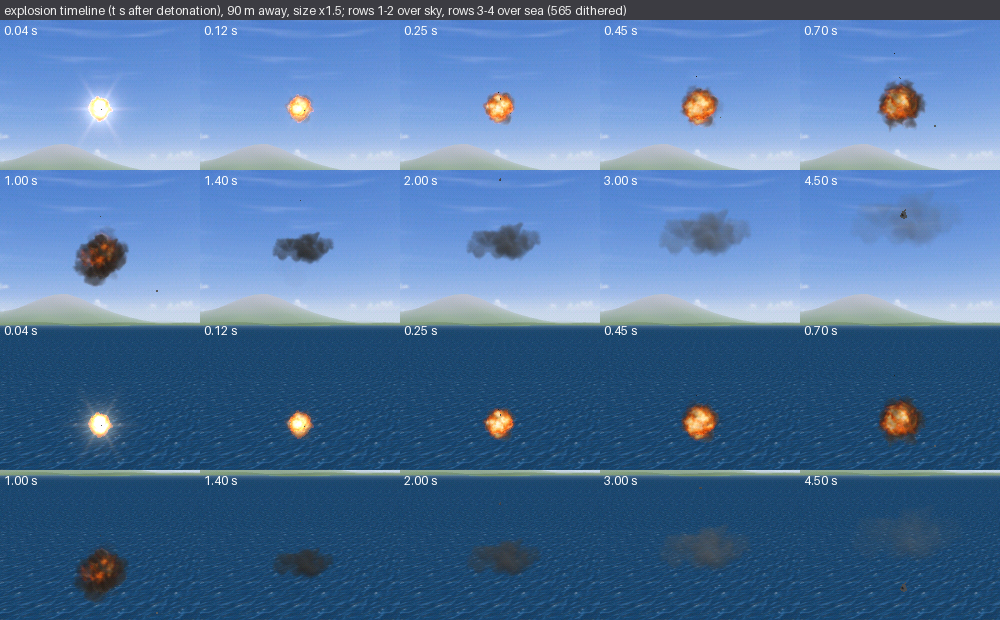 explosion timeline (t s after detonation), 90 m away, size x1.5; rows 1-2 over sky, rows 3-4 over sea (565 dithered)
0.04 s 0.12 s 0.25 s 0.45 s 0.70 s
1.00 s 1.40 s 2.00 s 3.00 s 4.50 s
0.04 s 0.12 s 0.25 s 0.45 s 0.70 s
1.00 s 1.40 s 2.00 s 3.00 s 4.50 s